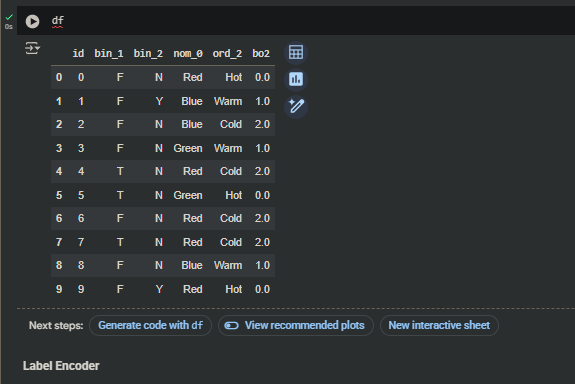 0s
df
id bin_1 bin_2 nom_0 ord_2 bo2
0 0 F N Red Hot 0.0
1 1 F Y Blue Warm 1.0
2 2 F N Blue Cold 2.0
3 3 F N Green Warm 1.0
4 4 T N Red Cold 2.0
5 5 T N Green Hot 0.0
6 6 F N Red Cold 2.0
7 7 T N Red Cold 2.0
8 8 F N Blue Warm 1.0
9 9 F Y Red Hot 0.0
Next steps: Generate code with df View recommended plots New interactive sheet
Label Encoder